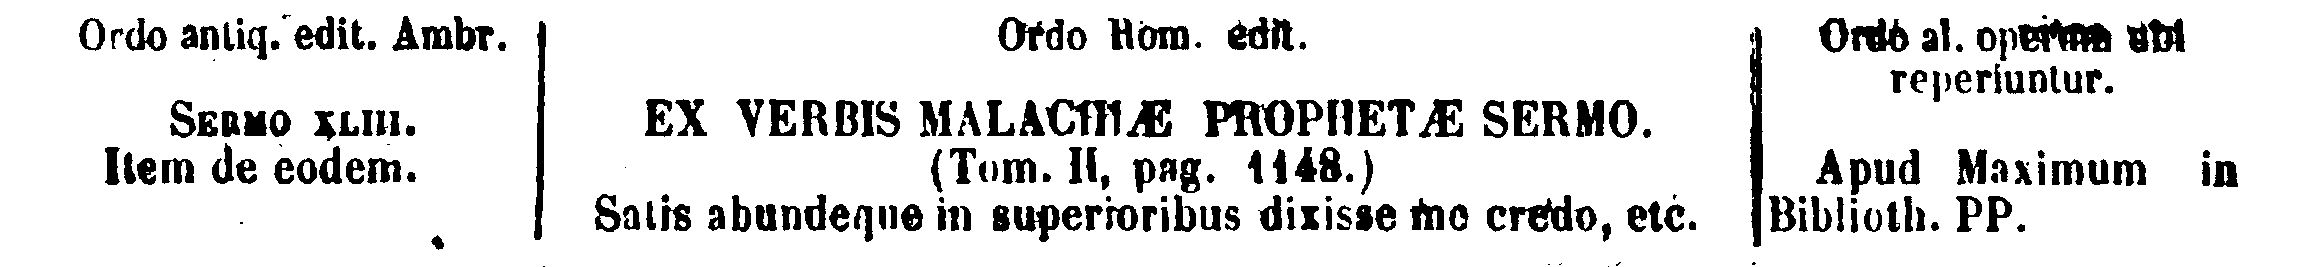 Ordo antiq. edit. Ambr.
SERMO XLIII.
Item de eodem.
Ordo Rom. edit.
EX VERBIS MALACHIÆ PROPHETÆ SERMO.
(Tom. II, pag. 1148.)
Satis abundeque in superioribus dixisse me credo, etc.
Ordo al. operum ubi
reperiuntur.
Apud Maximum in
Biblioth. PP.